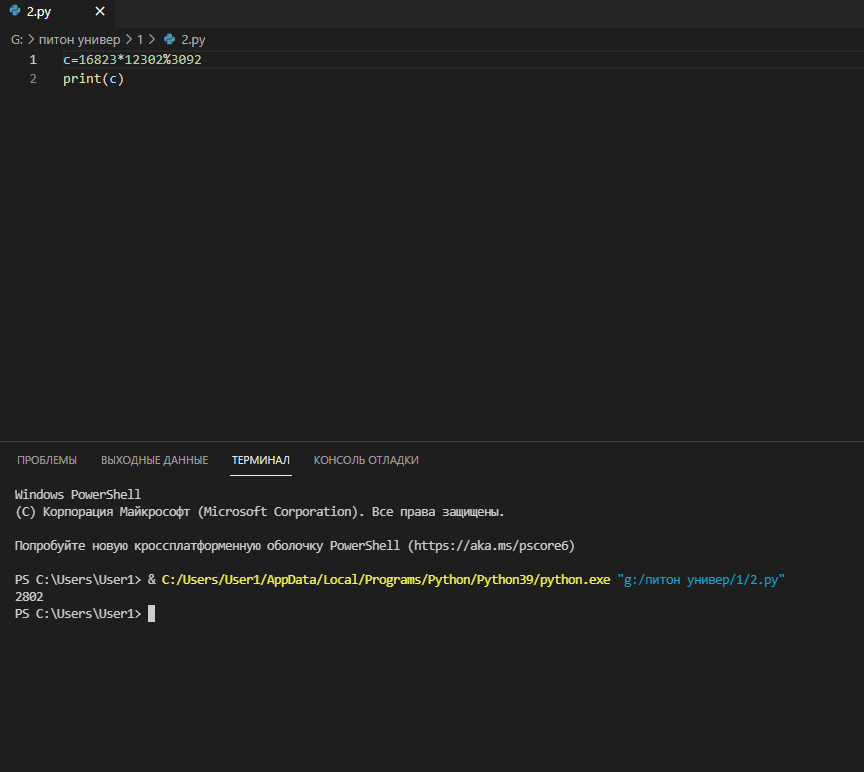 2.py
G: > питон универ > 1 > 2.py
1 c=16823*12302%3092
2 print(c)
ПРОБЛЕМЫ ВЫХОДНЫЕ ДАННЫЕ ТЕРМИНАЛ КОНСОЛЬ ОТЛАДКИ
Windows PowerShell
(C) Корпорация Майкрософт (Microsoft Corporation). Все права защищены.
Попробуйте новую кроссплатформенную оболочку PowerShell (https://aka.ms/pscore6)
PS C:\Users\User1> & C:/Users/User1/AppData/Local/Programs/Python/Python39/python.exe "g:/питон универ/1/2.py"
2802
PS C:\Users\User1>